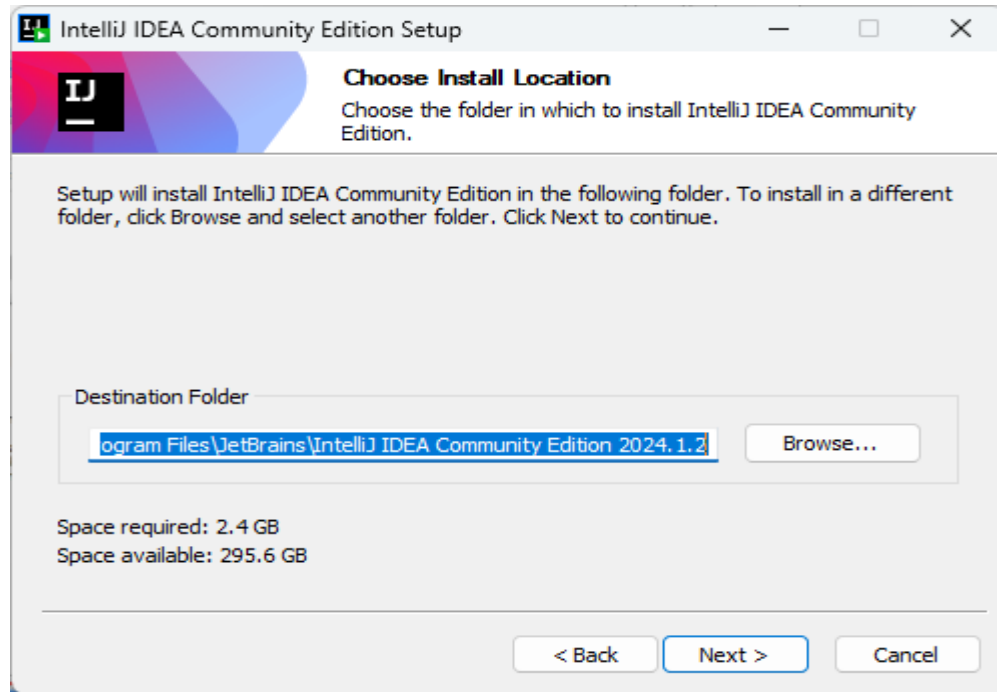 IntelliJ IDEA Community Edition Setup
IJ
Choose Install Location
Choose the folder in which to install IntelliJ IDEA Community
Edition.
Setup will install IntelliJ IDEA Community Edition in the following folder. To install in a different
folder, click Browse and select another folder. Click Next to continue.
Destination Folder
ogram Files\JetBrains\IntelliJ IDEA Community Edition 2024.1.2
Browse...
Space required: 2.4 GB
Space available: 295.6 GB
< Back
Next >
Cancel